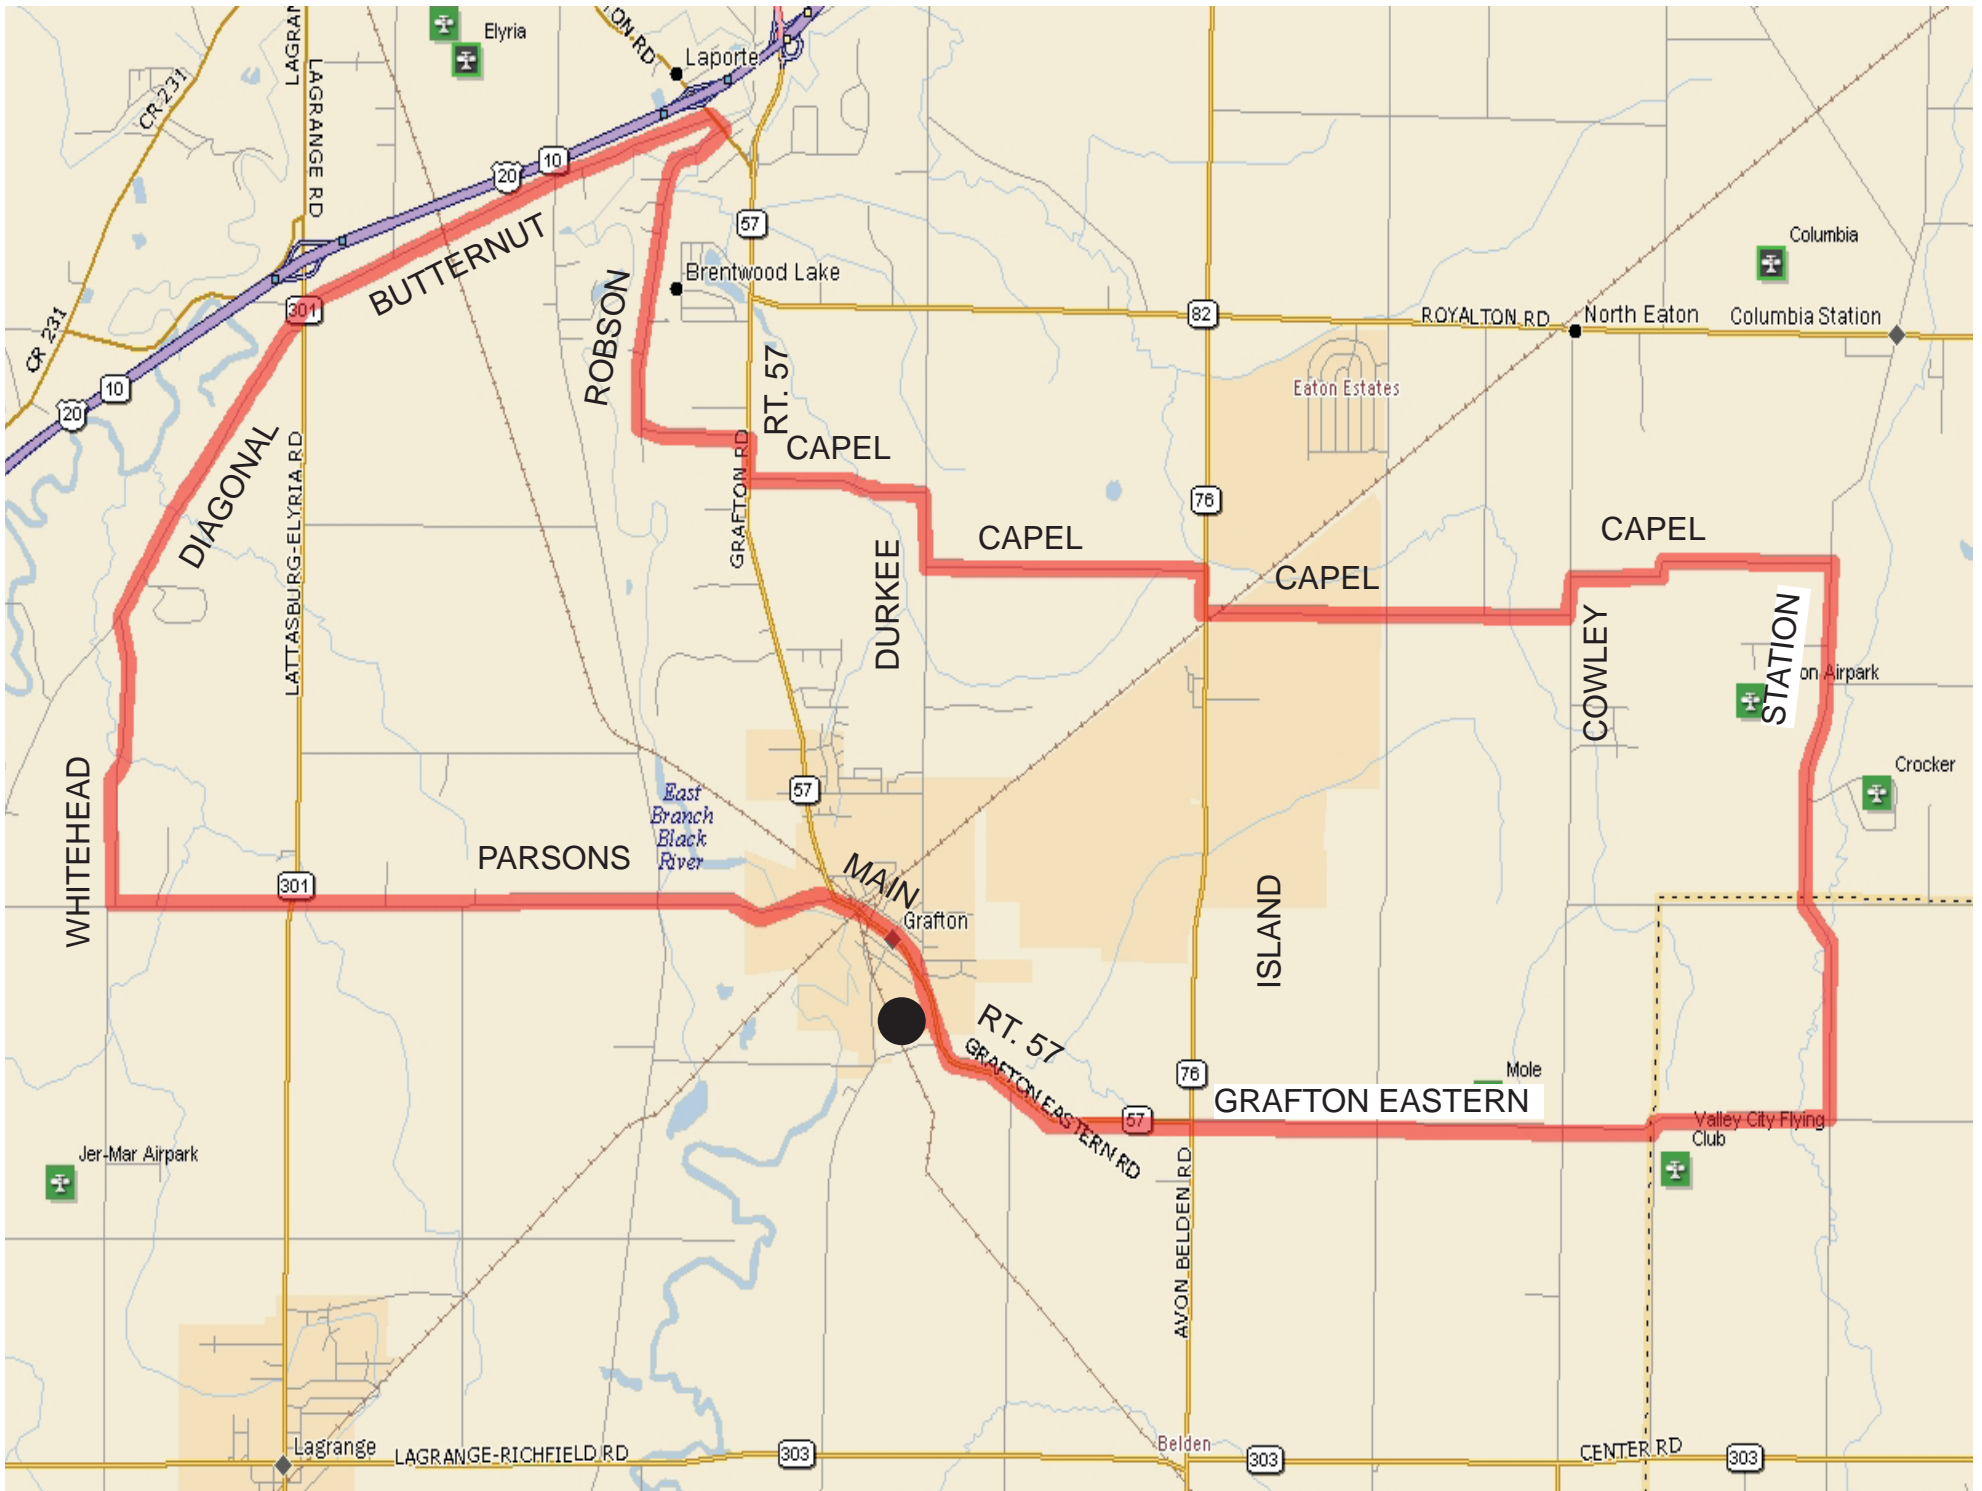 LAGRAN
Elyria
TON RD
Laporte
CR 231
LAGRANGE RD
10
20
57
BUTTERNUT
ROBSON
Brentwood Lake
Columbia
301
82
ROYALTON RD
North Eaton
Columbia Station
CR 231
10
20
RT. 57
Eaton Estates
DIAGONAL
LATTASBURG-ELYRIA RD
GRAFTON RD
CAPEL
76
CAPEL
CAPEL
CAPEL
DURKEE
COWLEY
STATION
on Airpark
WHITEHEAD
57
East
Branch
Black
River
Crocker
PARSONS
301
MAIN
Grafton
ISLAND
RT. 57
GRAFTON EASTERN RD
76
Mole
GRAFTON EASTERN
57
Valley City Flying
Club
Jer-Mar Airpark
AVON BELDEN RD
Lagrange
LAGRANGE-RICHFIELD RD
303
Belden
303
CENTER RD
303